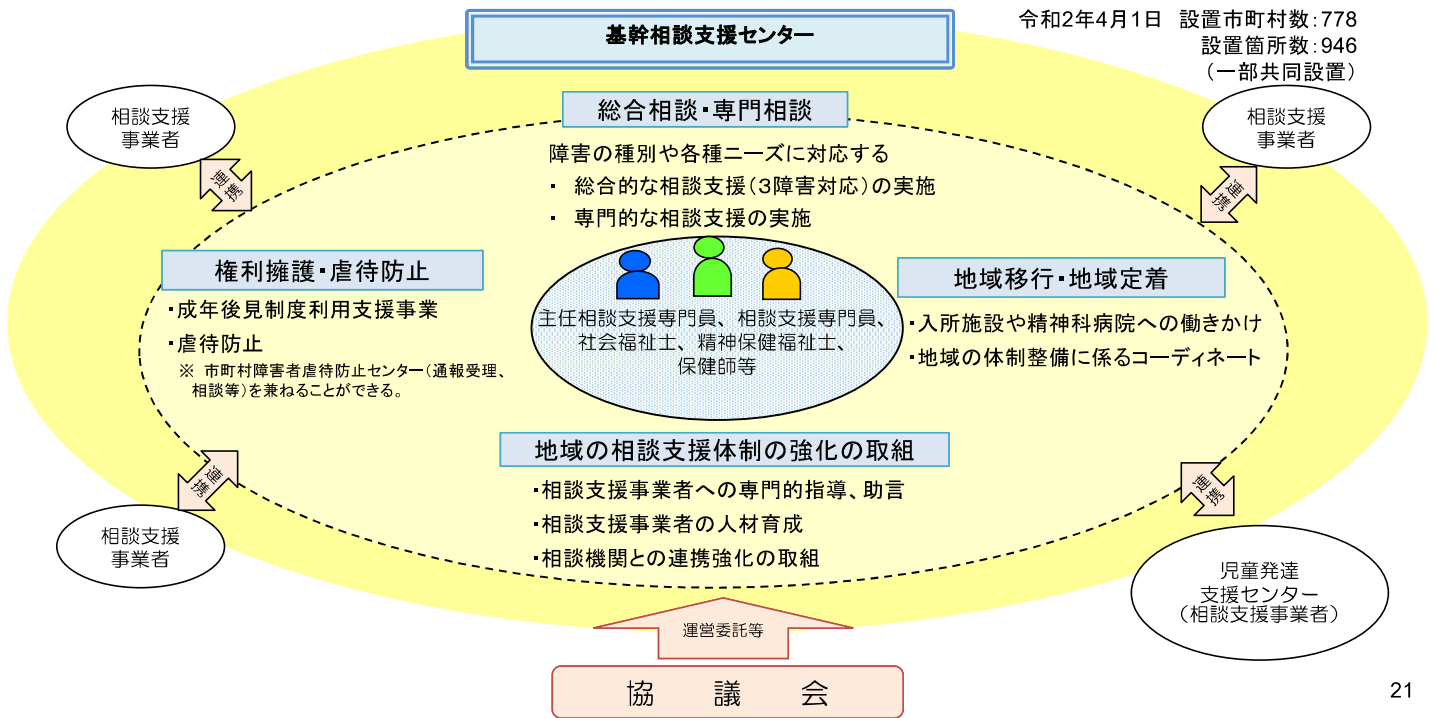 基幹相談支援センター
令和2年4月1日 設置市町村数:778
設置箇所数:946
(一部共同設置)
相談支援
事業者
連携
相談支援
事業者
連携
総合相談・専門相談
障害の種別や各種ニーズに対応する
・ 総合的な相談支援(3障害対応)の実施
・ 専門的な相談支援の実施
権利擁護・虐待防止
・成年後見制度利用支援事業
・虐待防止
※ 市町村障害者虐待防止センター(通報受理、
相談等)を兼ねることができる。
主任相談支援専門員、相談支援専門員、
社会福祉士、精神保健福祉士、
保健師等
地域移行・地域定着
・入所施設や精神科病院への働きかけ
・地域の体制整備に係るコーディネート
地域の相談支援体制の強化の取組
・相談支援事業者への専門的指導、助言
・相談支援事業者の人材育成
・相談機関との連携強化の取組
連携
相談支援
事業者
連携
児童発達
支援センター
(相談支援事業者)
運営委託等
協 議 会
21